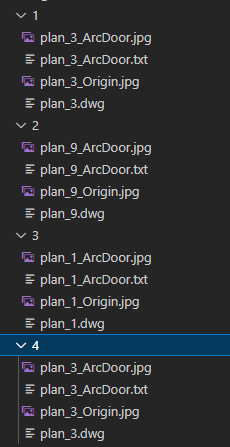 1
plan_3_ArcDoor.jpg
plan_3_ArcDoor.txt
plan_3_Origin.jpg
plan_3.dwg
2
plan_9_ArcDoor.jpg
plan_9_ArcDoor.txt
plan_9_Origin.jpg
plan_9.dwg
3
plan_1_ArcDoor.jpg
plan_1_ArcDoor.txt
plan_1_Origin.jpg
plan_1.dwg
4
plan_3_ArcDoor.jpg
plan_3_ArcDoor.txt
plan_3_Origin.jpg
plan_3.dwg